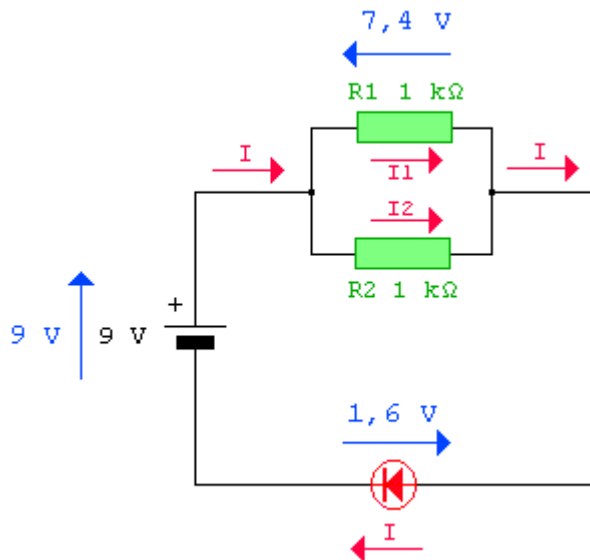 7,4 V
R1 1 kΩ
I
I1
I
I2
R2 1 kΩ
+
9 V
9 V
1,6 V
I